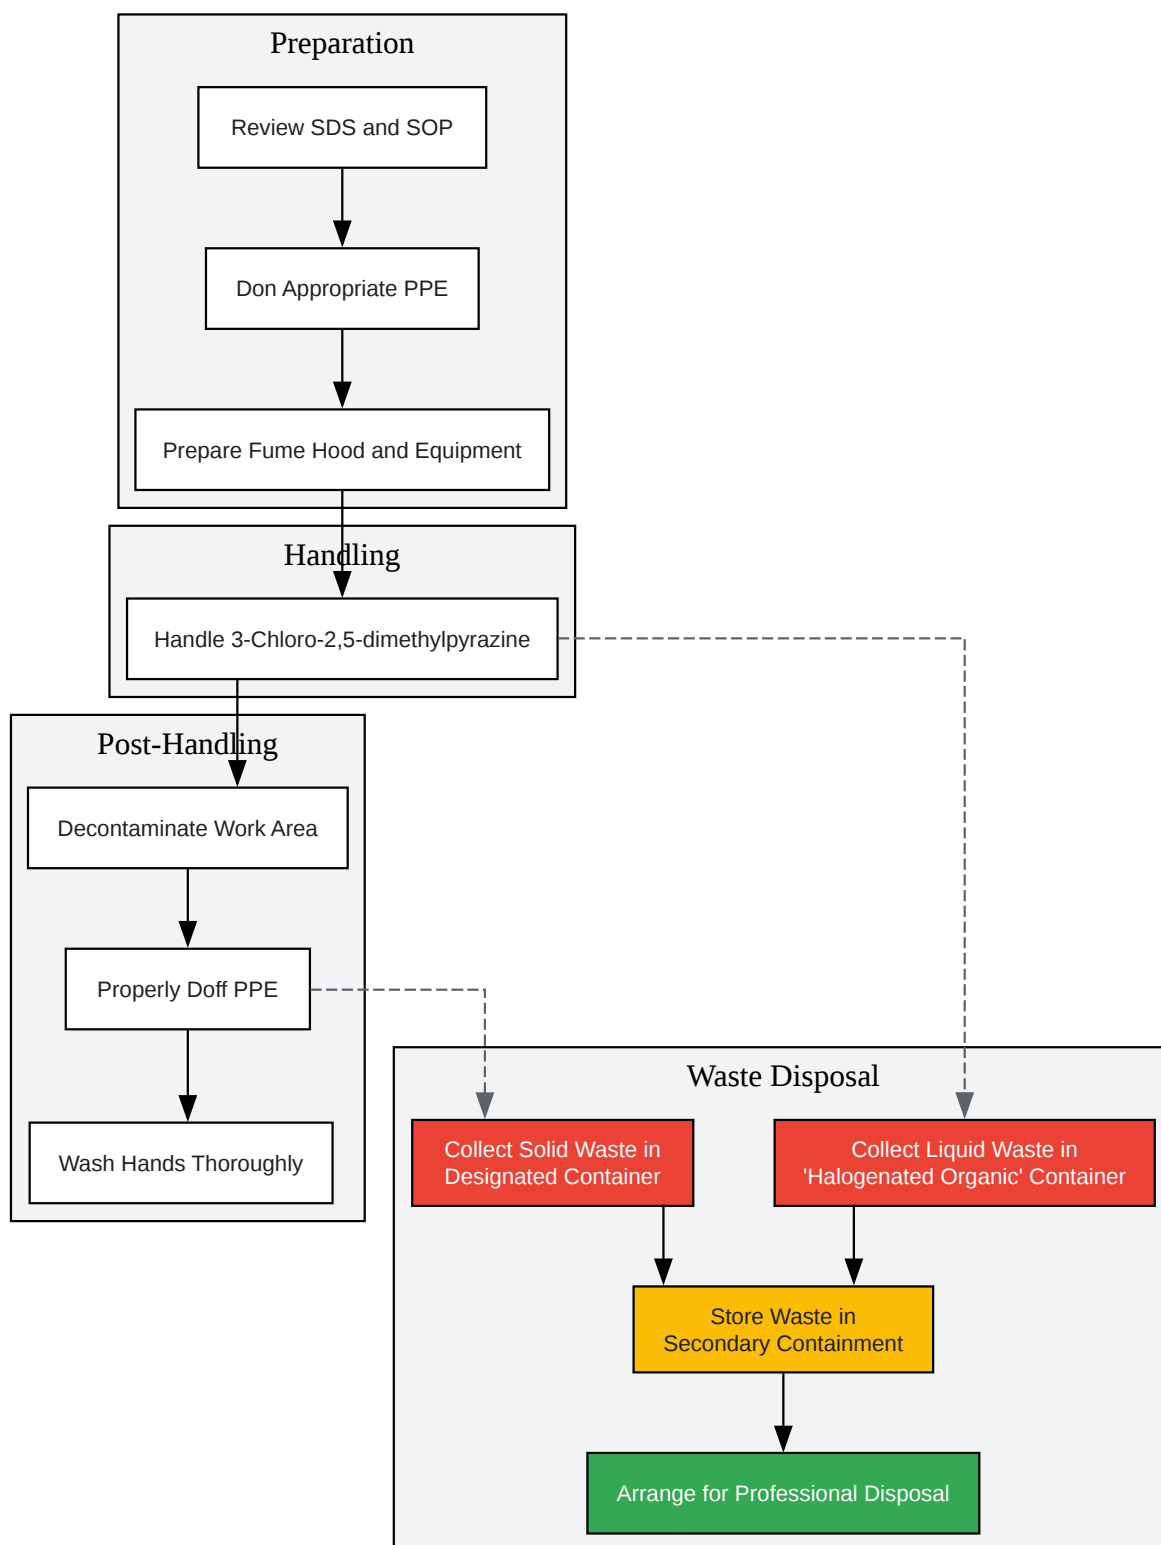 Preparation
Review SDS and SOP
Don Appropriate PPE
Prepare Fume Hood and Equipment
Handling
Handle 3-Chloro-2,5-dimethylpyrazine
Post-Handling
Decontaminate Work Area
Properly Doff PPE
Wash Hands Thoroughly
Waste Disposal
Collect Solid Waste in
Designated Container
Collect Liquid Waste in
'Halogenated Organic' Container
Store Waste in
Secondary Containment
Arrange for Professional Disposal